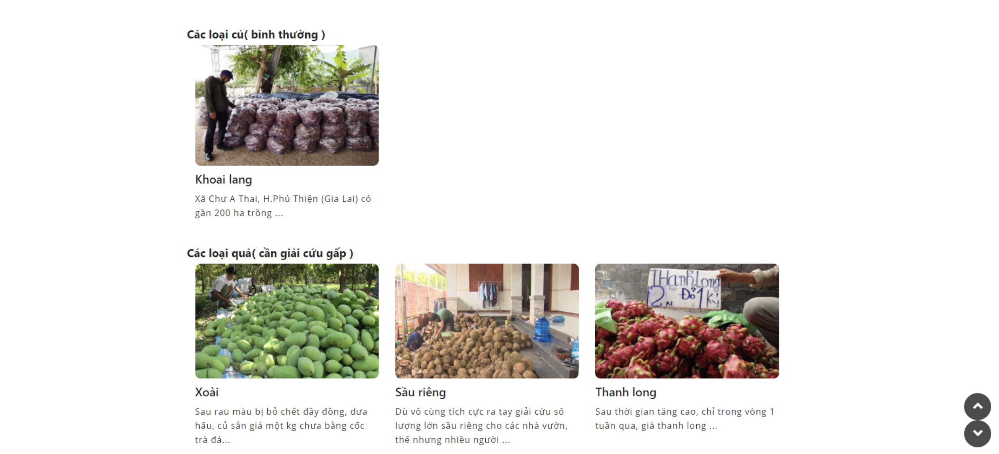 Các loại củ( bình thường )
Khoai lang
Xã Chư A Thai, H.Phú Thiện (Gia Lai) có
gần 200 ha trồng ...
Các loại quả( cần giải cứu gấp )
THanhLong
2 Đỏ 1 kí
Xoài
Sau rau màu bị bỏ chết đầy đồng, dưa
hấu, củ sắn giá một kg chưa bằng cốc
trà đá...
Sầu riêng
Dù vô cùng tích cực ra tay giải cứu số
lượng lớn sầu riêng cho các nhà vườn,
thế nhưng nhiều người ...
Thanh long
Sau thời gian tăng cao, chỉ trong vòng 1
tuần qua, giá thanh long ...